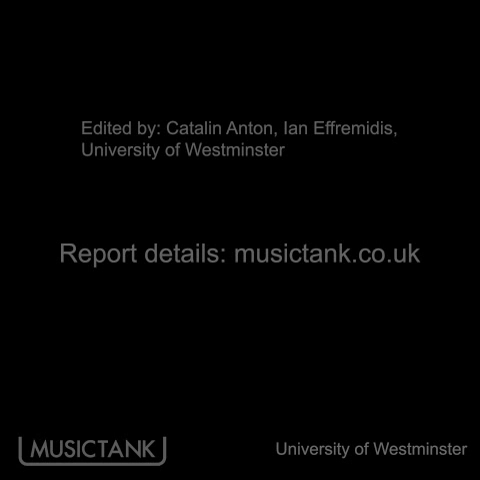 Edited by: Catalin Anton, Ian Effremidis,
University of Westminster
Report details: musictank.co.uk
MUSICTANK
University of Westminster